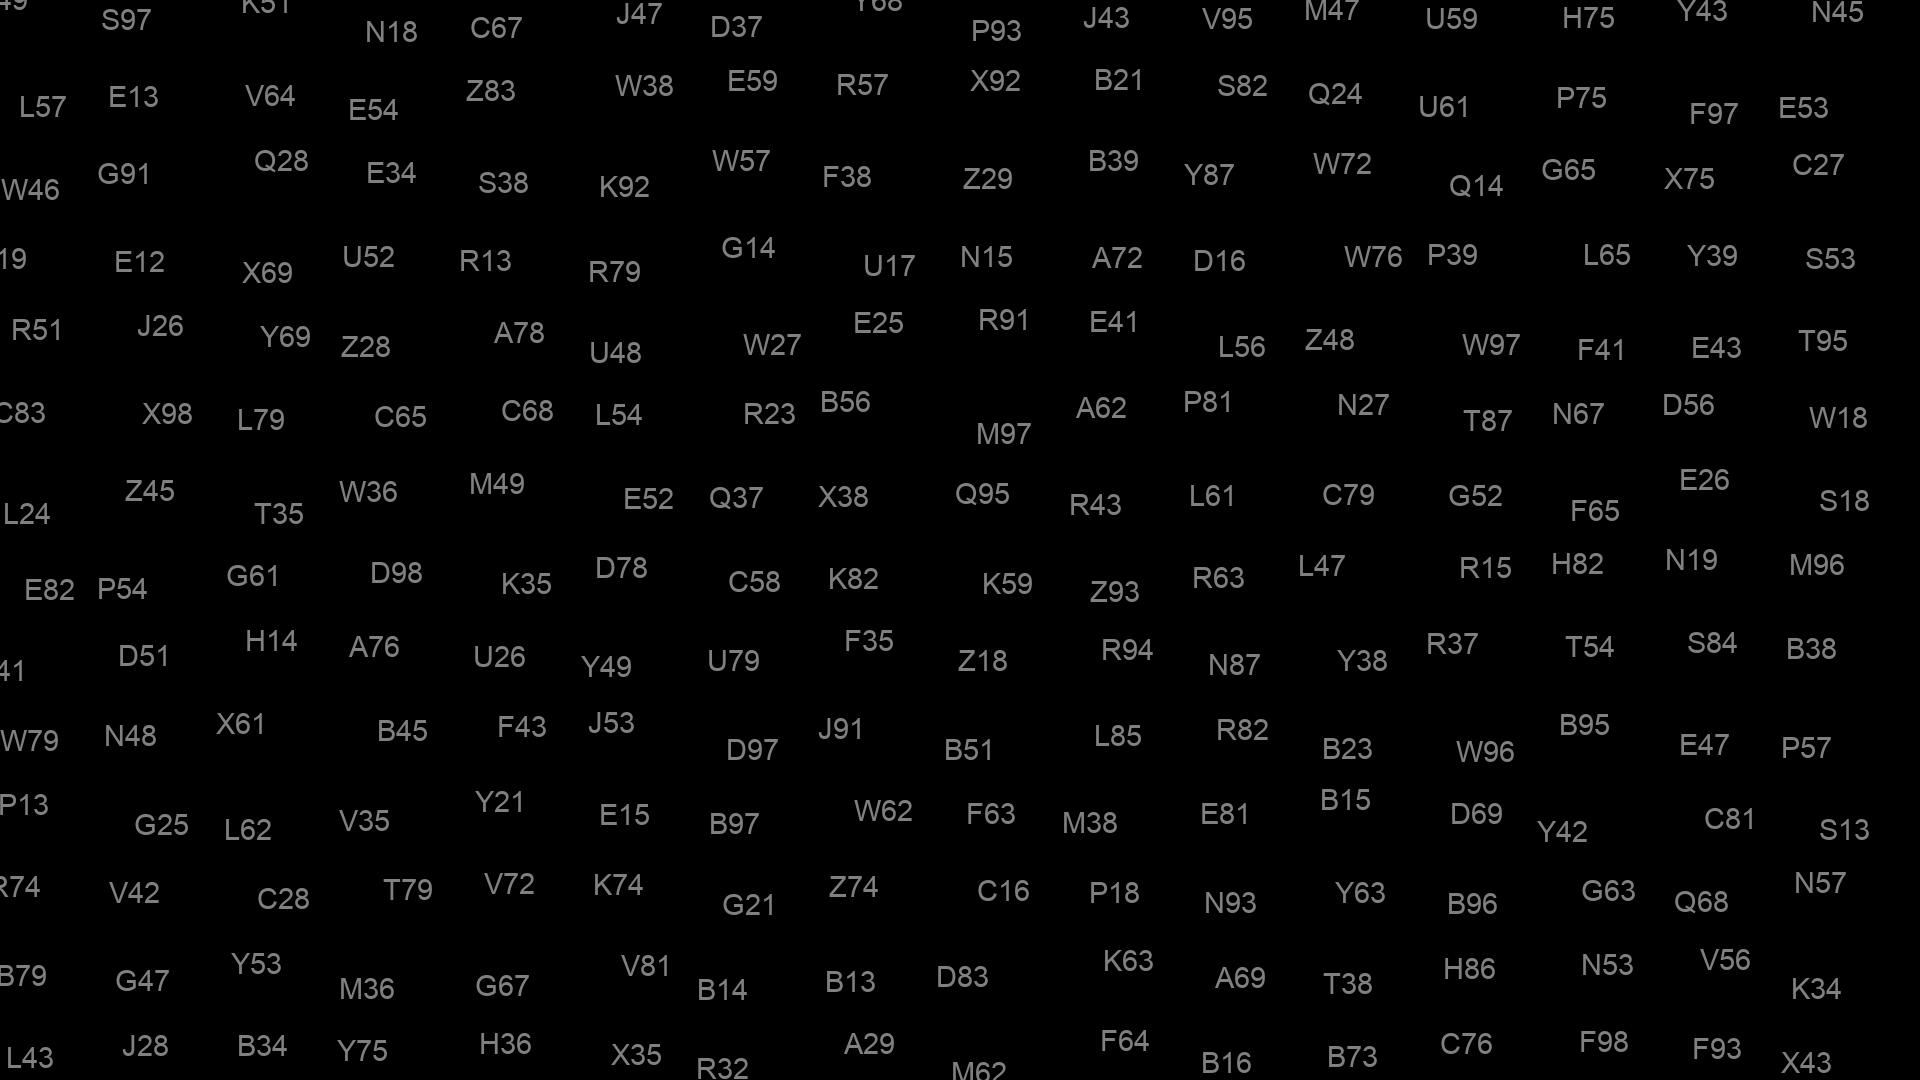 S97 K51 N18 C67 J47 D37 Y68 P93 J43 V95 M47 U59 H75 Y43 N45
L57 E13 V64 E54 Z83 W38 E59 R57 X92 B21 S82 Q24 U61 P75 F97 E53
W46 G91 Q28 E34 S38 K92 W57 F38 Z29 B39 Y87 W72 Q14 G65 X75 C27
19 E12 X69 U52 R13 R79 G14 U17 N15 A72 D16 W76 P39 L65 Y39 S53
R51 J26 Y69 Z28 A78 U48 W27 E25 R91 E41 L56 Z48 W97 F41 E43 T95
C83 X98 L79 C65 C68 L54 R23 B56 M97 A62 P81 N27 T87 N67 D56 W18
L24 Z45 T35 W36 M49 E52 Q37 X38 Q95 R43 L61 C79 G52 F65 E26 S18
E82 P54 G61 D98 K35 D78 C58 K82 K59 Z93 R63 L47 R15 H82 N19 M96
41 D51 H14 A76 U26 Y49 U79 F35 Z18 R94 N87 Y38 R37 T54 S84 B38
W79 N48 X61 B45 F43 J53 D97 J91 B51 L85 R82 B23 W96 B95 E47 P57
P13 G25 L62 V35 Y21 E15 B97 W62 F63 M38 E81 B15 D69 Y42 C81 S13
R74 V42 C28 T79 V72 K74 G21 Z74 C16 P18 N93 Y63 B96 G63 Q68 N57
B79 G47 Y53 M36 G67 V81 B14 B13 D83 K63 A69 T38 H86 N53 V56 K34
L43 J28 B34 Y75 H36 X35 R32 A29 M62 F64 B16 B73 C76 F98 F93 X43